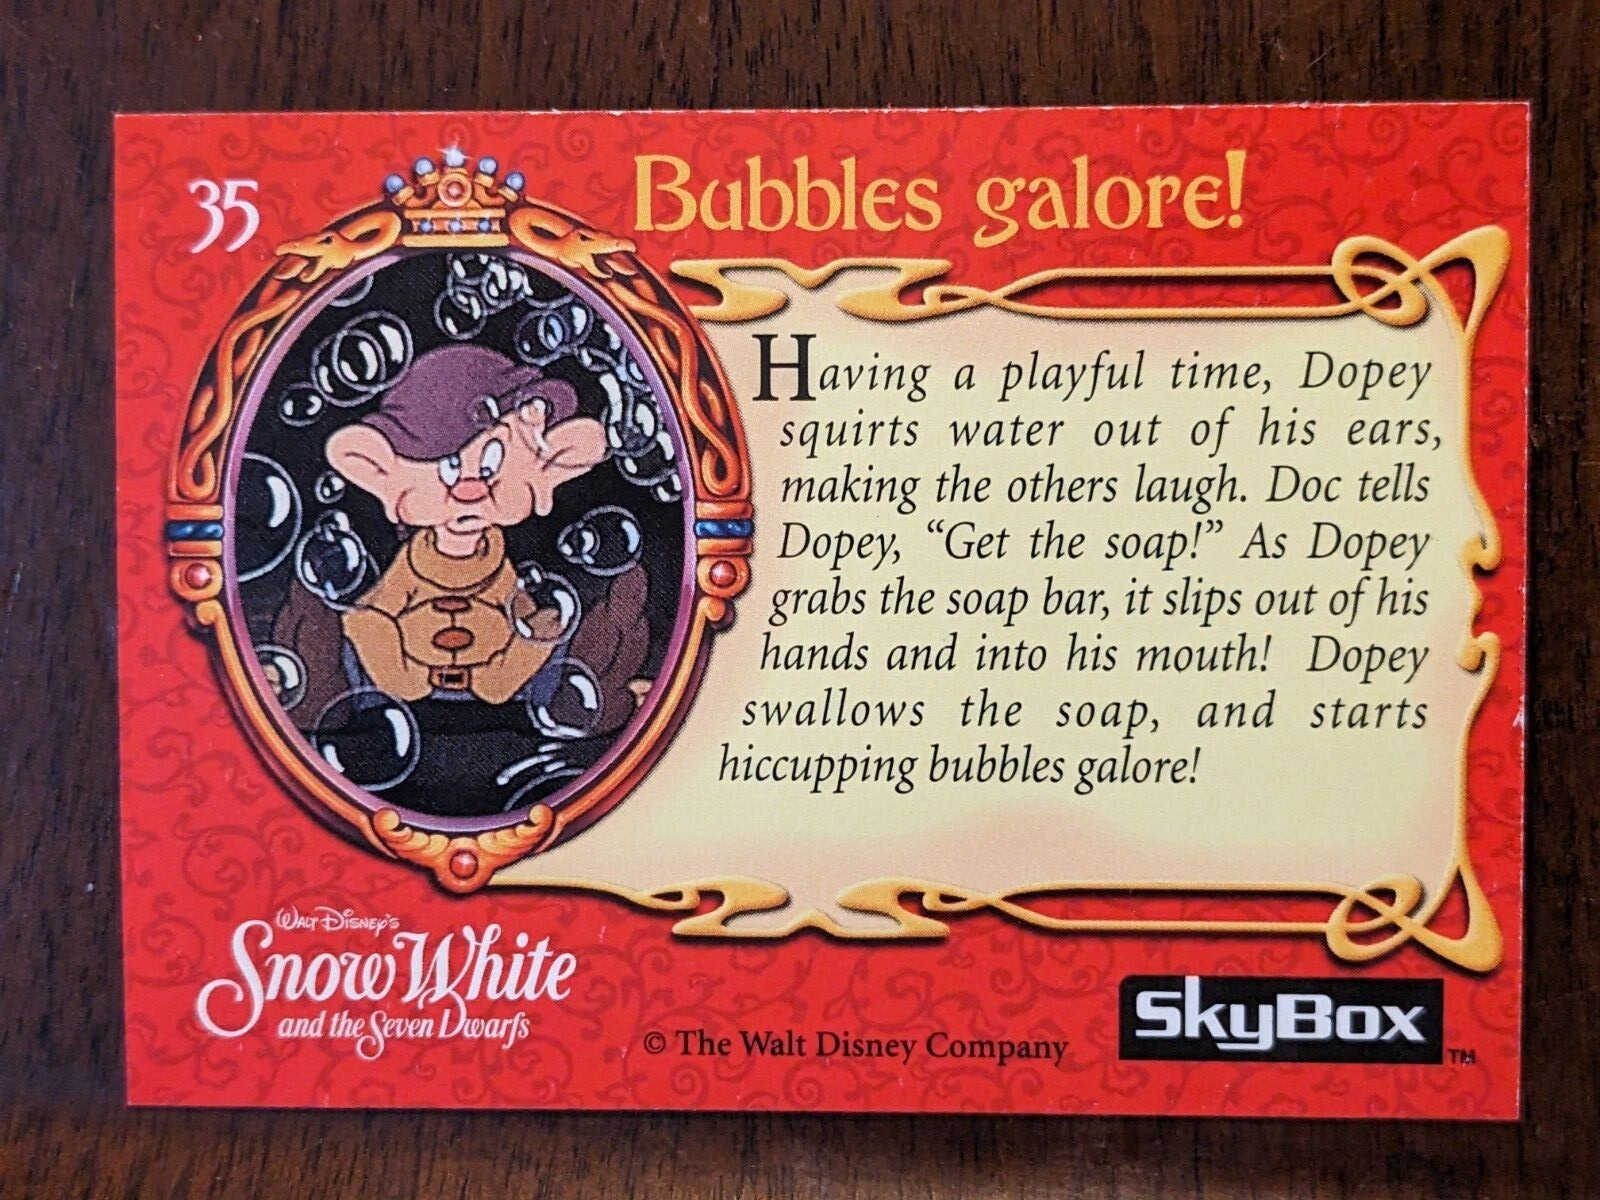 35
Bubbles galore!
Having a playful time, Dopey
squirts water out of his ears,
making the others laugh. Doc tells
Dopey, “Get the soap!” As Dopey
grabs the soap bar, it slips out of his
hands and into his mouth! Dopey
swallows the soap, and starts
hiccupping bubbles galore!
Walt Disney's
Snow White
and the Seven Dwarfs
© The Walt Disney Company
SkyBox
TM